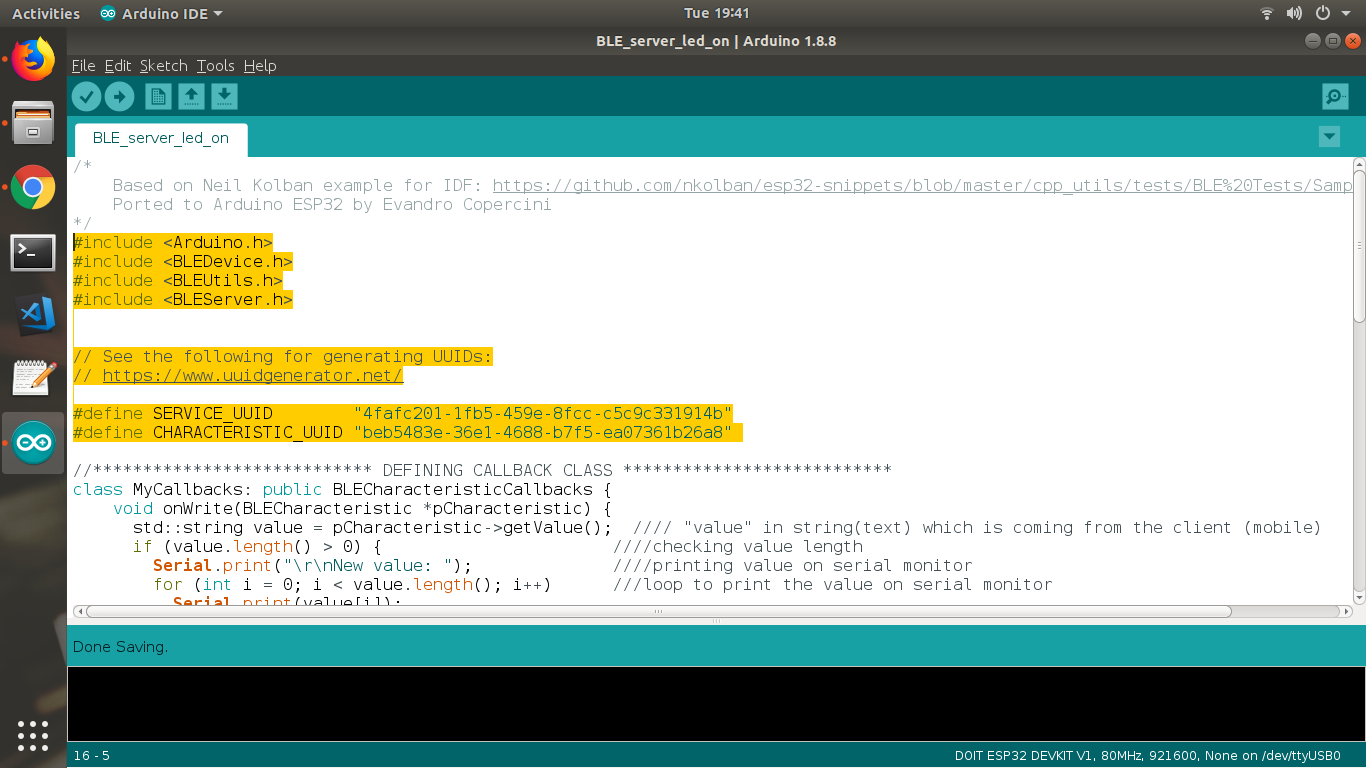 Activities Arduino IDE Tue 19:41
BLE_server_led_on | Arduino 1.8.8
File Edit Sketch Tools Help
BLE_server_led_on
/*
    Based on Neil Kolban example for IDF: https://github.com/nkolban/esp32-snippets/blob/master/cpp_utils/tests/BLE%20Tests/Samp
    Ported to Arduino ESP32 by Evandro Copercini
*/
#include <Arduino.h>
#include <BLEDevice.h>
#include <BLEUtils.h>
#include <BLEServer.h>
// See the following for generating UUIDs:
// https://www.uuidgenerator.net/
#define SERVICE_UUID        "4fafc201-1fb5-459e-8fcc-c5c9c331914b"
#define CHARACTERISTIC_UUID "beb5483e-36e1-4688-b7f5-ea07361b26a8"
//**************************** DEFINING CALLBACK CLASS ***************************
class MyCallbacks: public BLECharacteristicCallbacks {
    void onWrite(BLECharacteristic *pCharacteristic) {
      std::string value = pCharacteristic->getValue();  //// "value" in string(text) which is coming from the client (mobile)
      if (value.length() > 0) {                       ////checking value length
        Serial.print("\r\nNew value: ");              ////printing value on serial monitor
        for (int i = 0; i < value.length(); i++)      ///loop to print the value on serial monitor
          Serial.print(value[i]);
Done Saving.
16 - 5 DOIT ESP32 DEVKIT V1, 80MHz, 921600, None on /dev/ttyUSB0